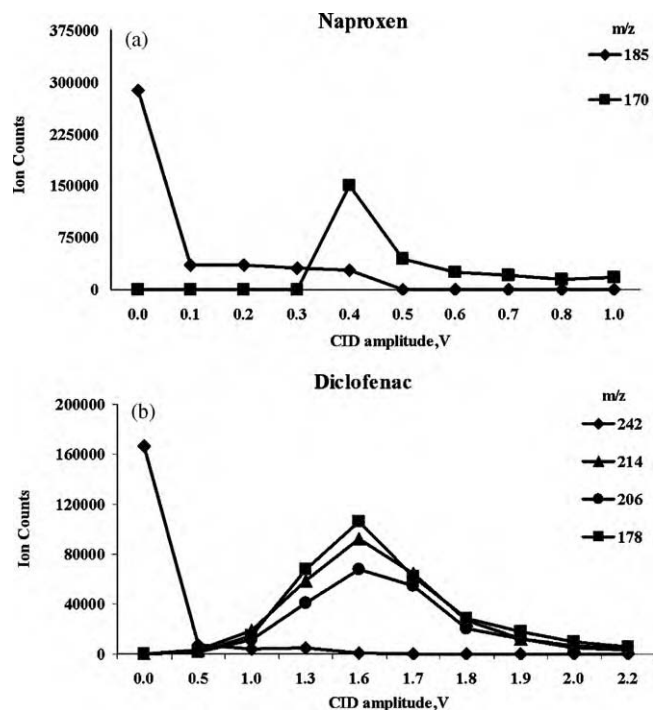 Naproxen
(a)
m/z
185
170
375000
300000
225000
150000
75000
0
Ion Counts
0.0 0.1 0.2 0.3 0.4 0.5 0.6 0.7 0.8 1.0
CID amplitude,V
Diclofenac
(b)
m/z
242
214
206
178
200000
160000
120000
80000
40000
0
Ion Counts
0.0 0.5 1.0 1.3 1.6 1.7 1.8 1.9 2.0 2.2
CID amplitude,V